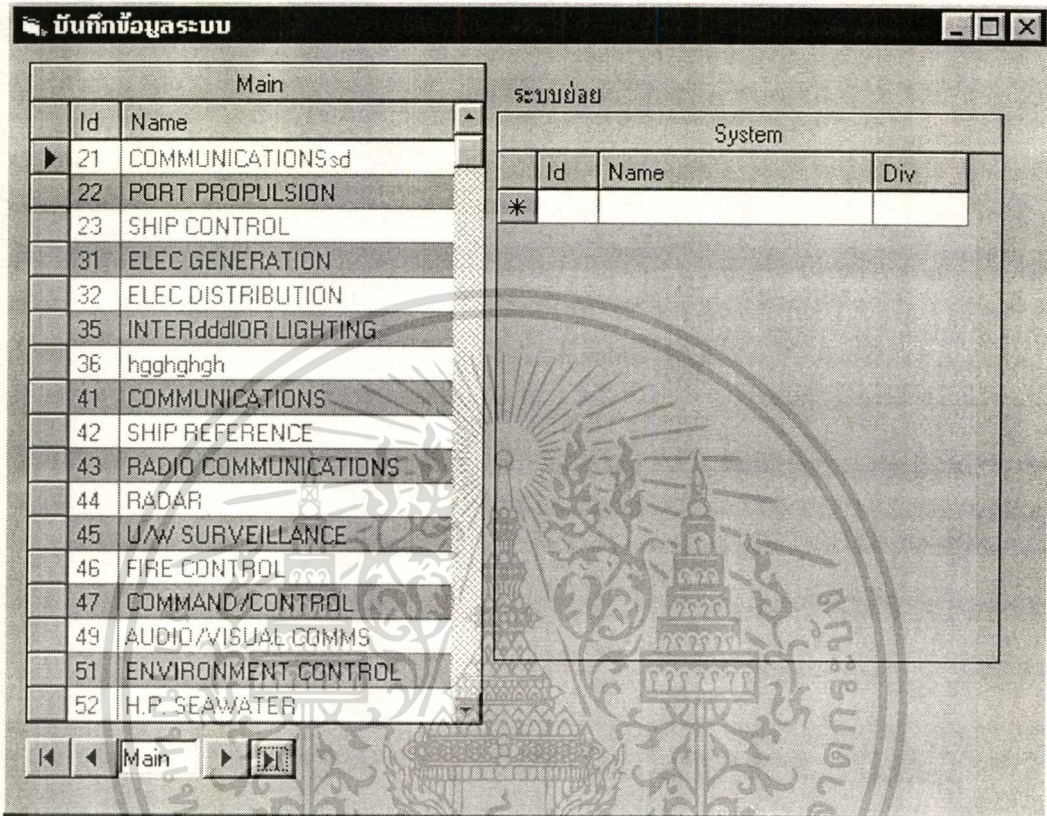 บันทึกข้อมูลระบบ
Main
Id Name
21 COMMUNICATIONSsd
22 PORT PROPULSION
23 SHIP CONTROL
31 ELEC GENERATION
32 ELEC DISTRIBUTION
35 INTERdddIOR LIGHTING
36 hgghghgh
41 COMMUNICATIONS
42 SHIP REFERENCE
43 RADIO COMMUNICATIONS
44 RADAR
45 U/W SURVEILLANCE
46 FIRE CONTROL
47 COMMAND/CONTROL
49 AUDIO/VISUAL COMMS
51 ENVIRONMENT CONTROL
52 H.P. SEAWATER
Main
ระบบย่อย
System
Id Name Div